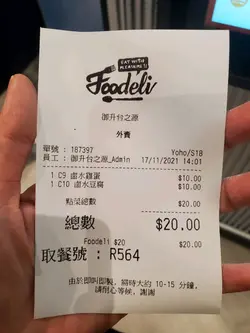 EAT WITH
PLEASURE!!
Foodeli
御升台之源
外賣
單號 : 187397 Yoho/S18
員工 : 御升台之源_Admin 17/11/2021 14:01
1 C9 鹵水雞蛋 $10.00
1 C10 鹵水豆腐 $10.00
點菜總數 $20.00
總數 $20.00
Foodeli $20 $20.00
取餐號 : R564
由於即叫即製，需時大約 10-15 分鐘，
請耐心等候，謝謝